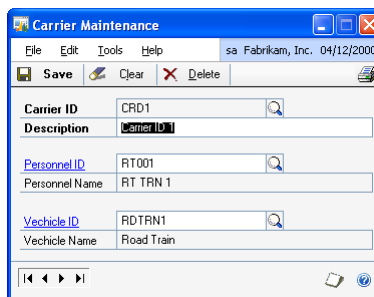 Carrier Maintenance
File Edit Tools Help sa Fabrikam, Inc. 04/12/2000
Save Clear Delete
Carrier ID CRD1
Description Carrier ID 1
Personnel ID RT001
Personnel Name RT TRN 1
Vechicle ID RDTRN1
Vechicle Name Road Train